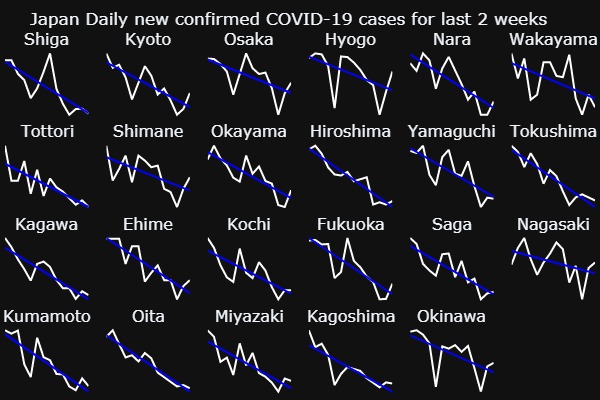 Japan Daily new confirmed COVID-19 cases for last 2 weeks
Shiga Kyoto Osaka Hyogo Nara Wakayama
Tottori Shimane Okayama Hiroshima Yamaguchi Tokushima
Kagawa Ehime Kochi Fukuoka Saga Nagasaki
Kumamoto Oita Miyazaki Kagoshima Okinawa